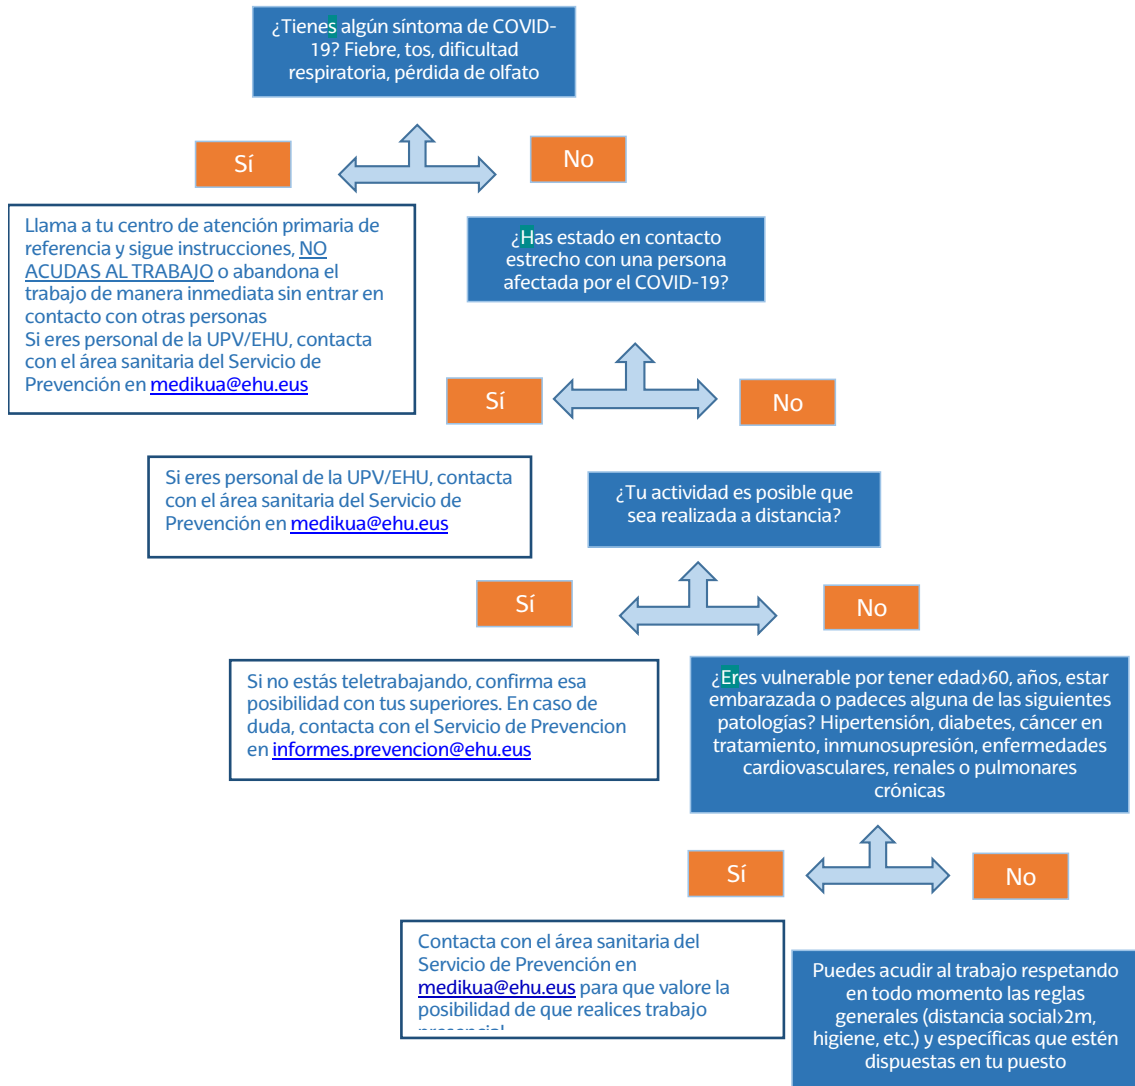 ¿Tienes algún síntoma de COVID-
19? Fiebre, tos, dificultad
respiratoria, pérdida de olfato
Sí
No
Llama a tu centro de atención primaria de
referencia y sigue instrucciones, NO
ACUDAS AL TRABAJO o abandona el
trabajo de manera inmediata sin entrar en
contacto con otras personas
Si eres personal de la UPV/EHU, contacta
con el área sanitaria del Servicio de
Prevención en medikua@ehu.eus
¿Has estado en contacto
estrecho con una persona
afectada por el COVID-19?
Sí
No
Si eres personal de la UPV/EHU, contacta
con el área sanitaria del Servicio de
Prevención en medikua@ehu.eus
¿Tu actividad es posible que
sea realizada a distancia?
Sí
No
Si no estás teletrabajando, confirma esa
posibilidad con tus superiores. En caso de
duda, contacta con el Servicio de Prevencion
en informes.prevencion@ehu.eus
¿Eres vulnerable por tener edad>60, años, estar
embarazada o padeces alguna de las siguientes
patologías? Hipertensión, diabetes, cáncer en
tratamiento, inmunosupresión, enfermedades
cardiovasculares, renales o pulmonares
crónicas
Sí
No
Contacta con el área sanitaria del
Servicio de Prevención en
medikua@ehu.eus para que valore la
posibilidad de que realices trabajo
Puedes acudir al trabajo respetando
en todo momento las reglas
generales (distancia social>2m,
higiene, etc.) y específicas que estén
dispuestas en tu puesto